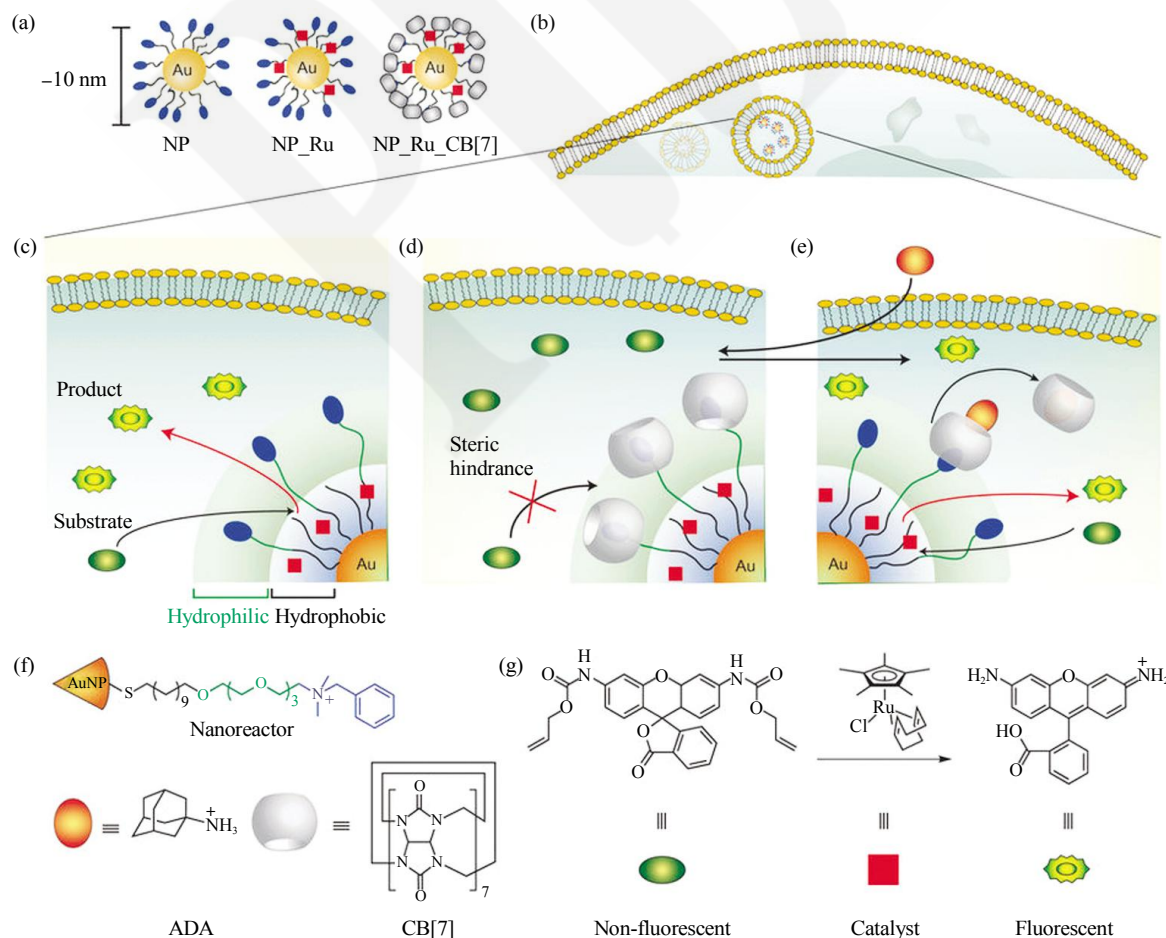 (a)
(b)
–10 nm
Au
Au
Au
NP
NP_Ru
NP_Ru_CB[7]
(c)
(d)
(e)
Product
Substrate
Au
Hydrophilic
Hydrophobic
Steric
hindrance
Au
Au
(f)
AuNP
S
9
O
O
3
N
+
Nanoreactor
+
NH3
ADA
O
N
N
N
N
O
7
CB[7]
(g)
O
O
H
N
O
H
N
O
O
O
O
Non-fluorescent
Ru
Cl
Catalyst
H2N
O
+
NH2
HO
O
Fluorescent